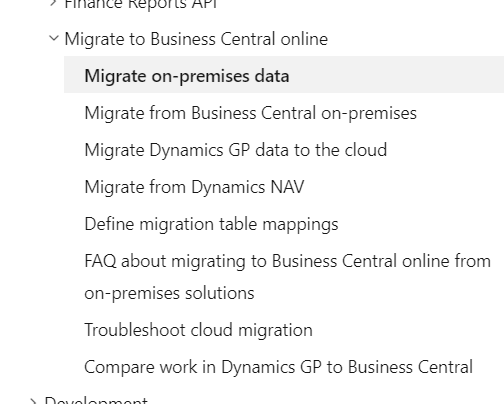 Finance Reports API
Migrate to Business Central online
Migrate on-premises data
Migrate from Business Central on-premises
Migrate Dynamics GP data to the cloud
Migrate from Dynamics NAV
Define migration table mappings
FAQ about migrating to Business Central online from
on-premises solutions
Troubleshoot cloud migration
Compare work in Dynamics GP to Business Central
Development